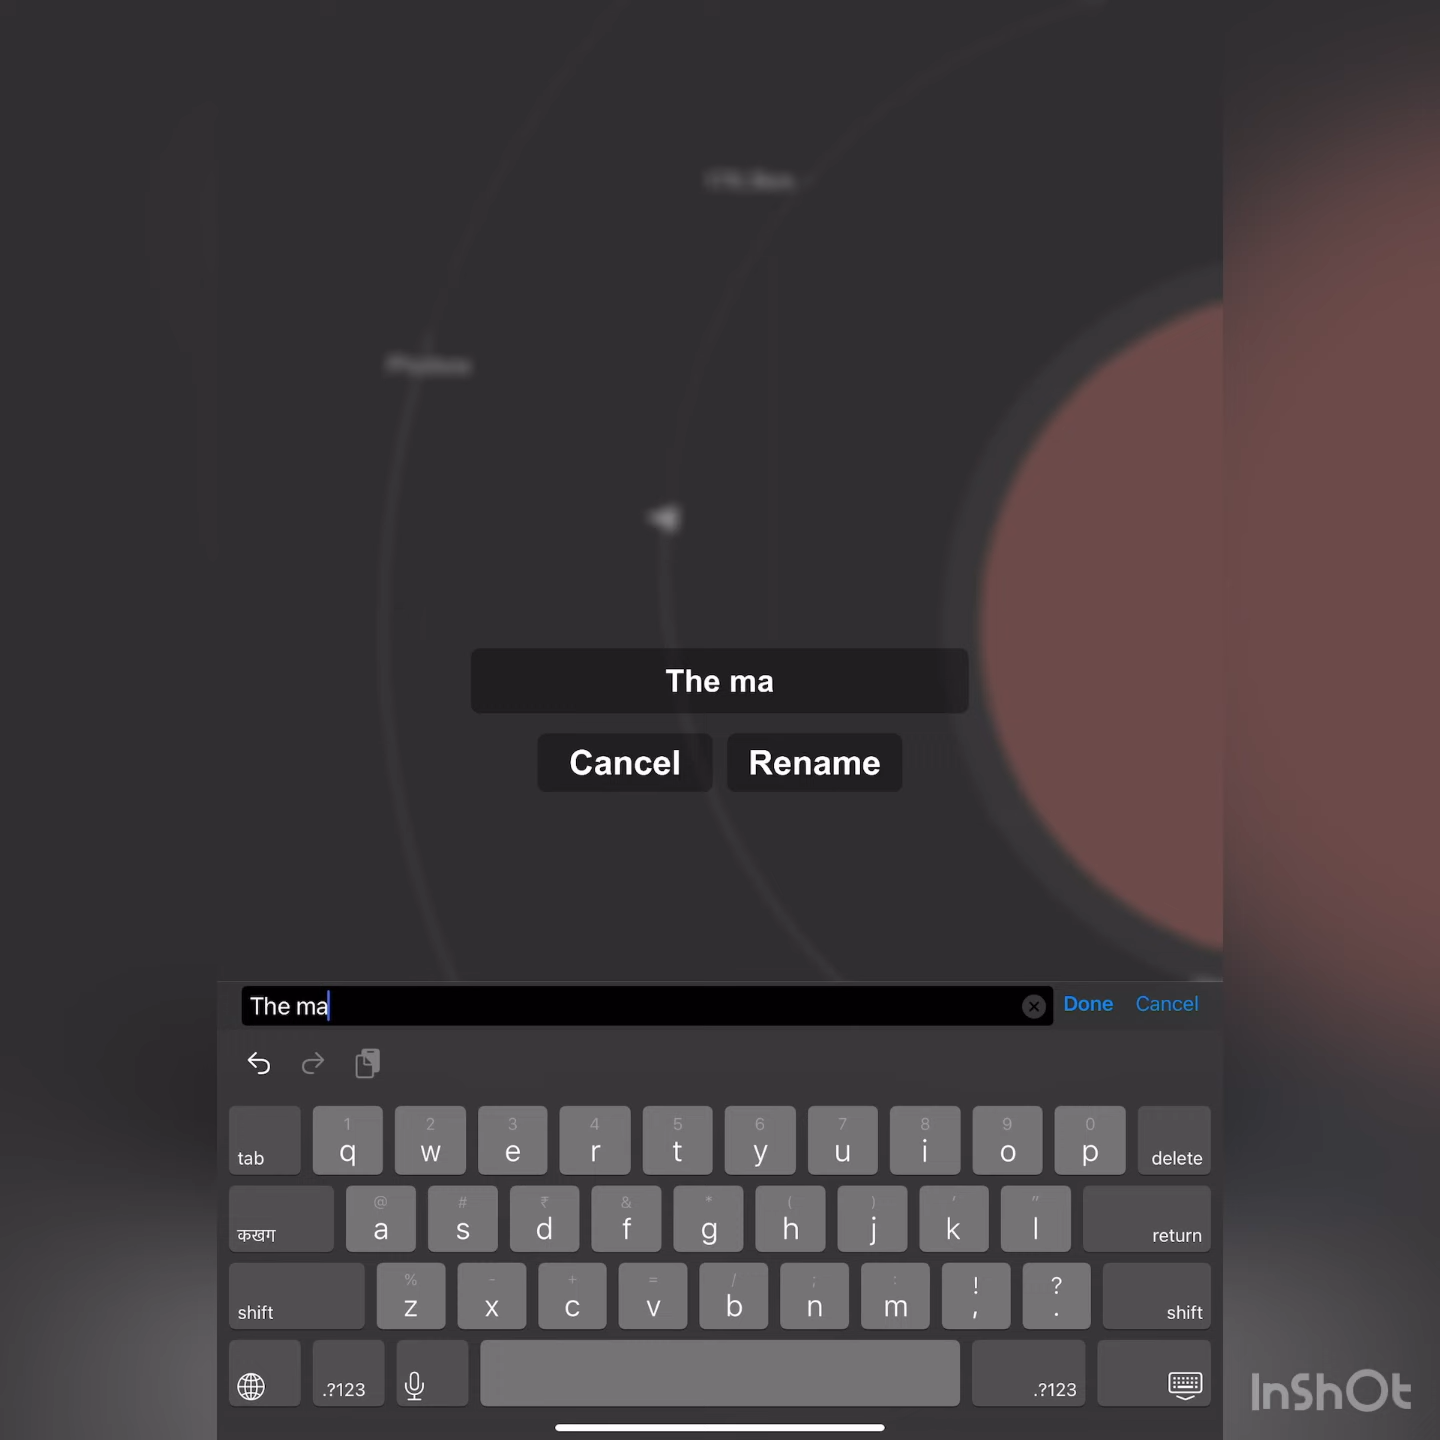 The ma
Cancel Rename
The ma Done Cancel
tab 1 q 2 w 3 e 4 r 5 t 6 y 7 u 8 i 9 o 0 p delete
कखग @ a # s ₹ d & f * g ( h ) j ' k " l return
shift % z - x + c = v / b ; n : m ! , ? . shift
.?123 .?123
InShOt